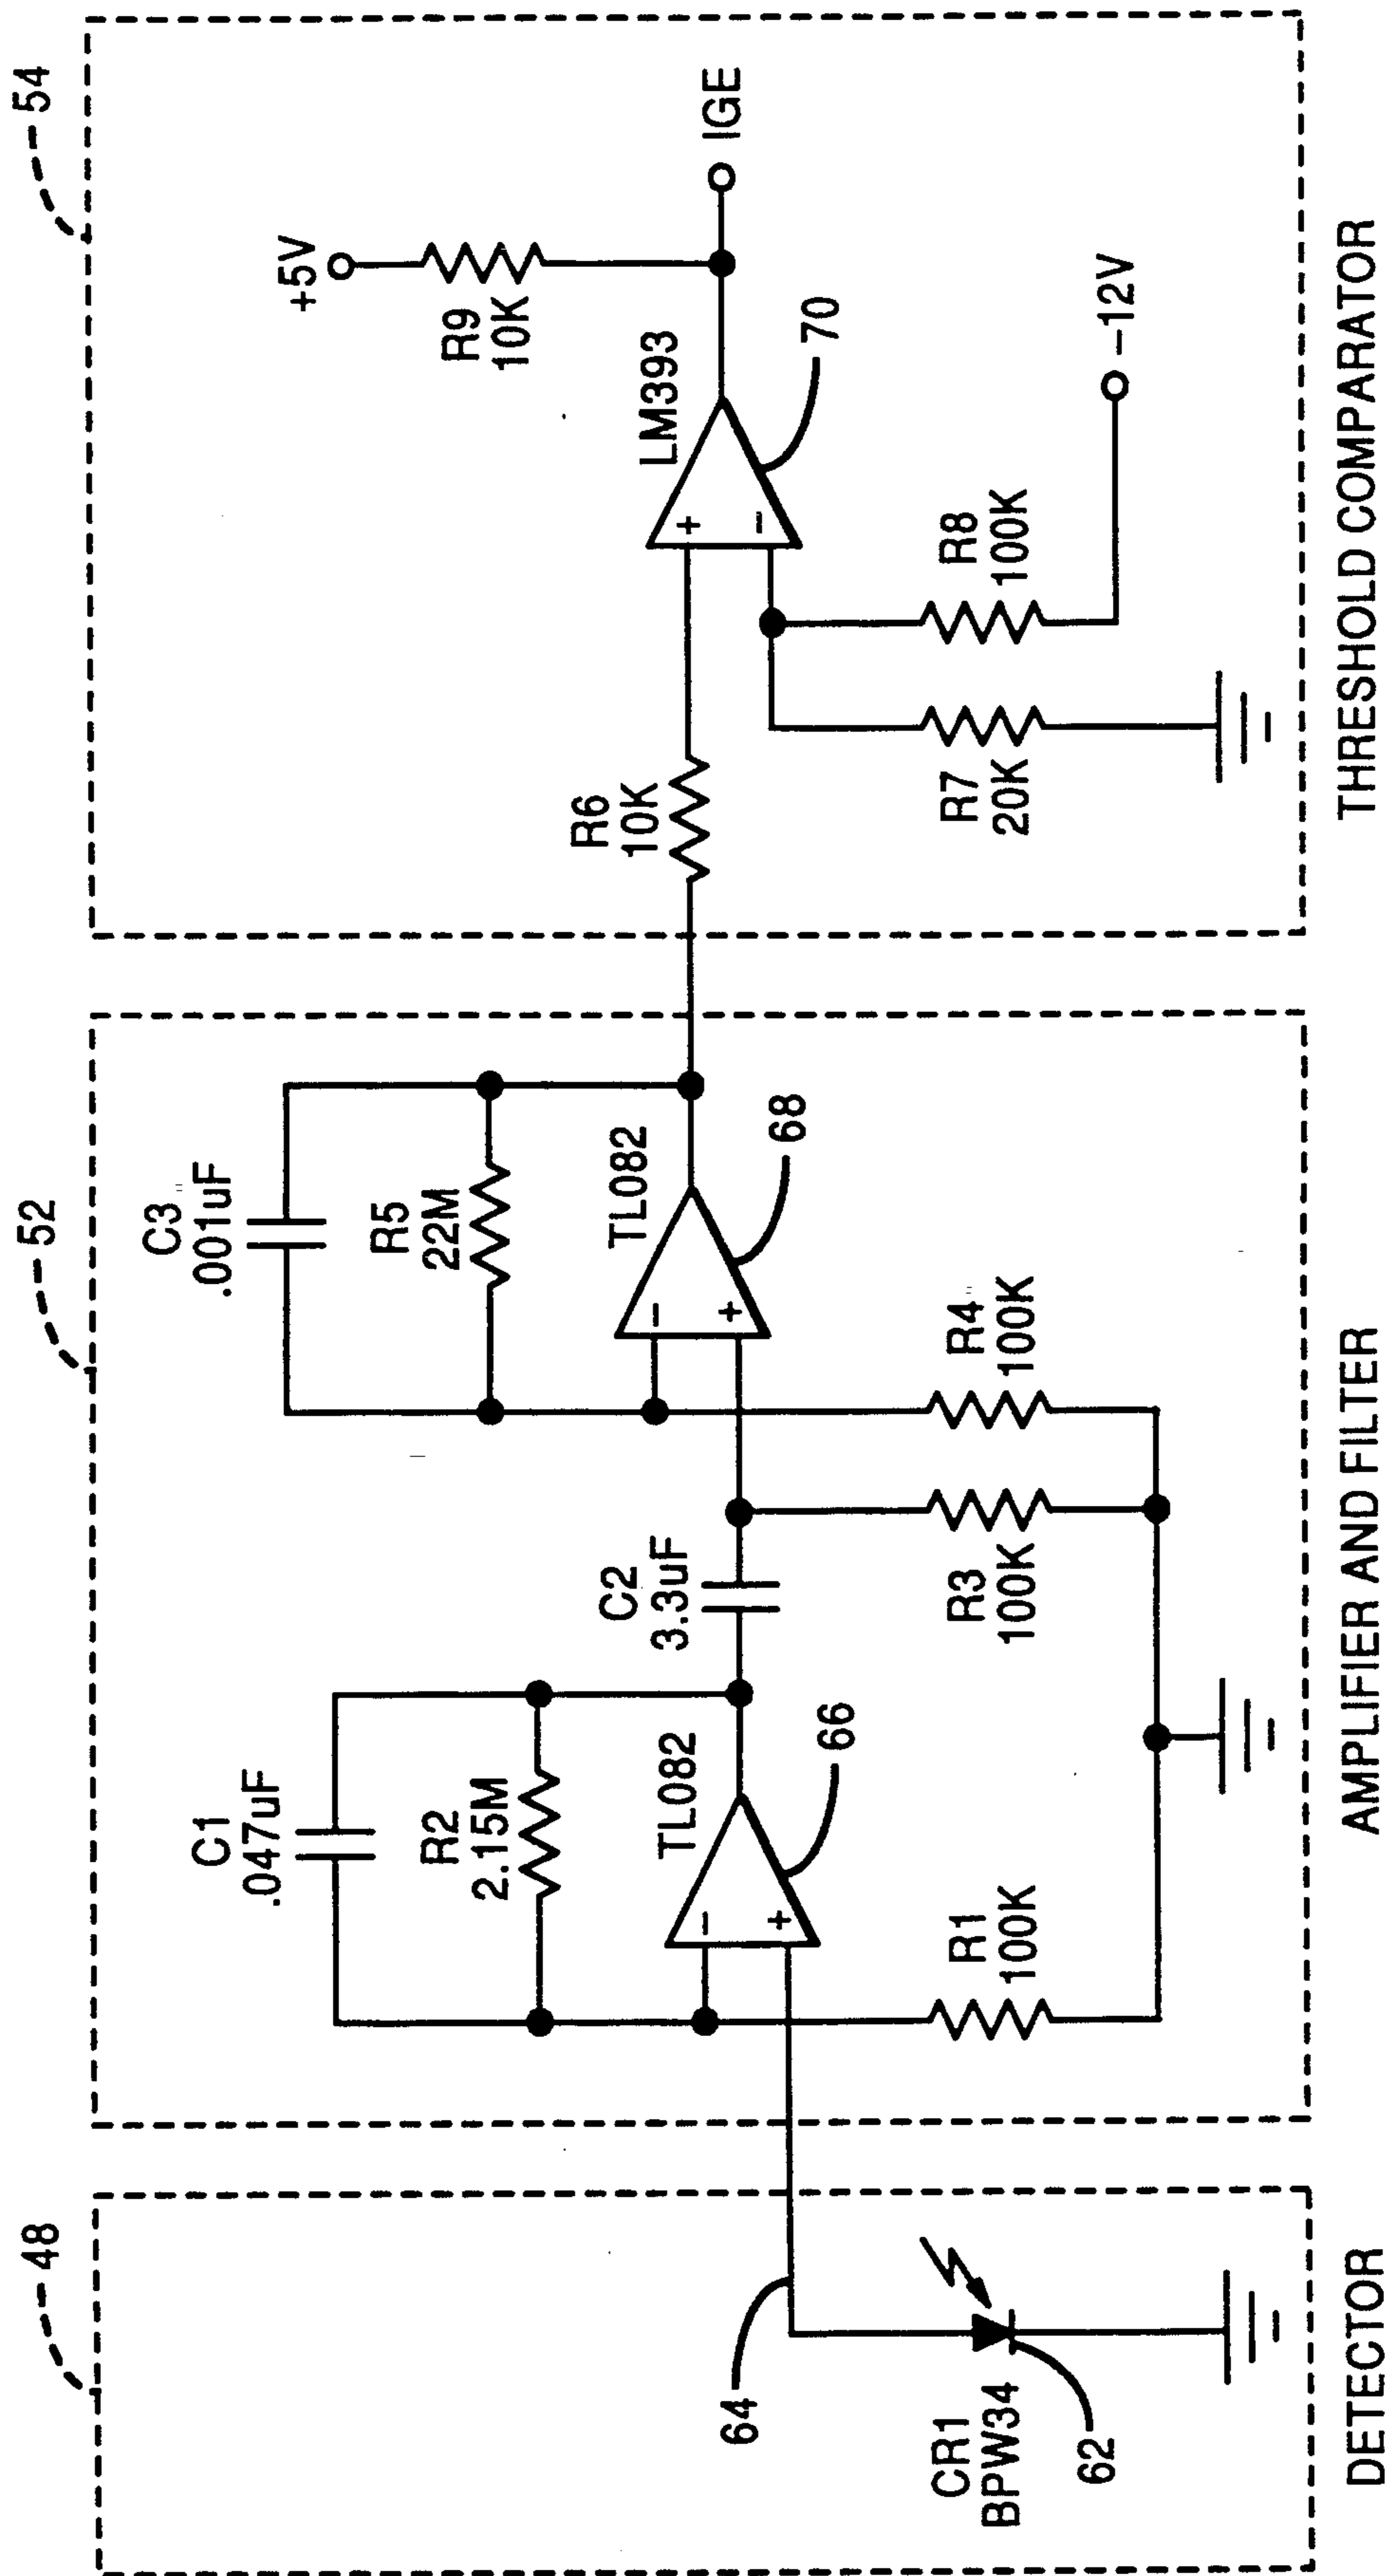 48
52
54
CR1
BPW34
62
64
C1
.047uF
R2
2.15M
TL082
-
+
66
R1
100K
C2
3.3uF
R3
100K
C3
.001uF
R5
22M
TL082
-
+
68
R4
100K
R6
10K
R7
20K
R8
100K
-12V
LM393
+
-
70
+5V
R9
10K
IGE
DETECTOR
AMPLIFIER AND FILTER
THRESHOLD COMPARATOR